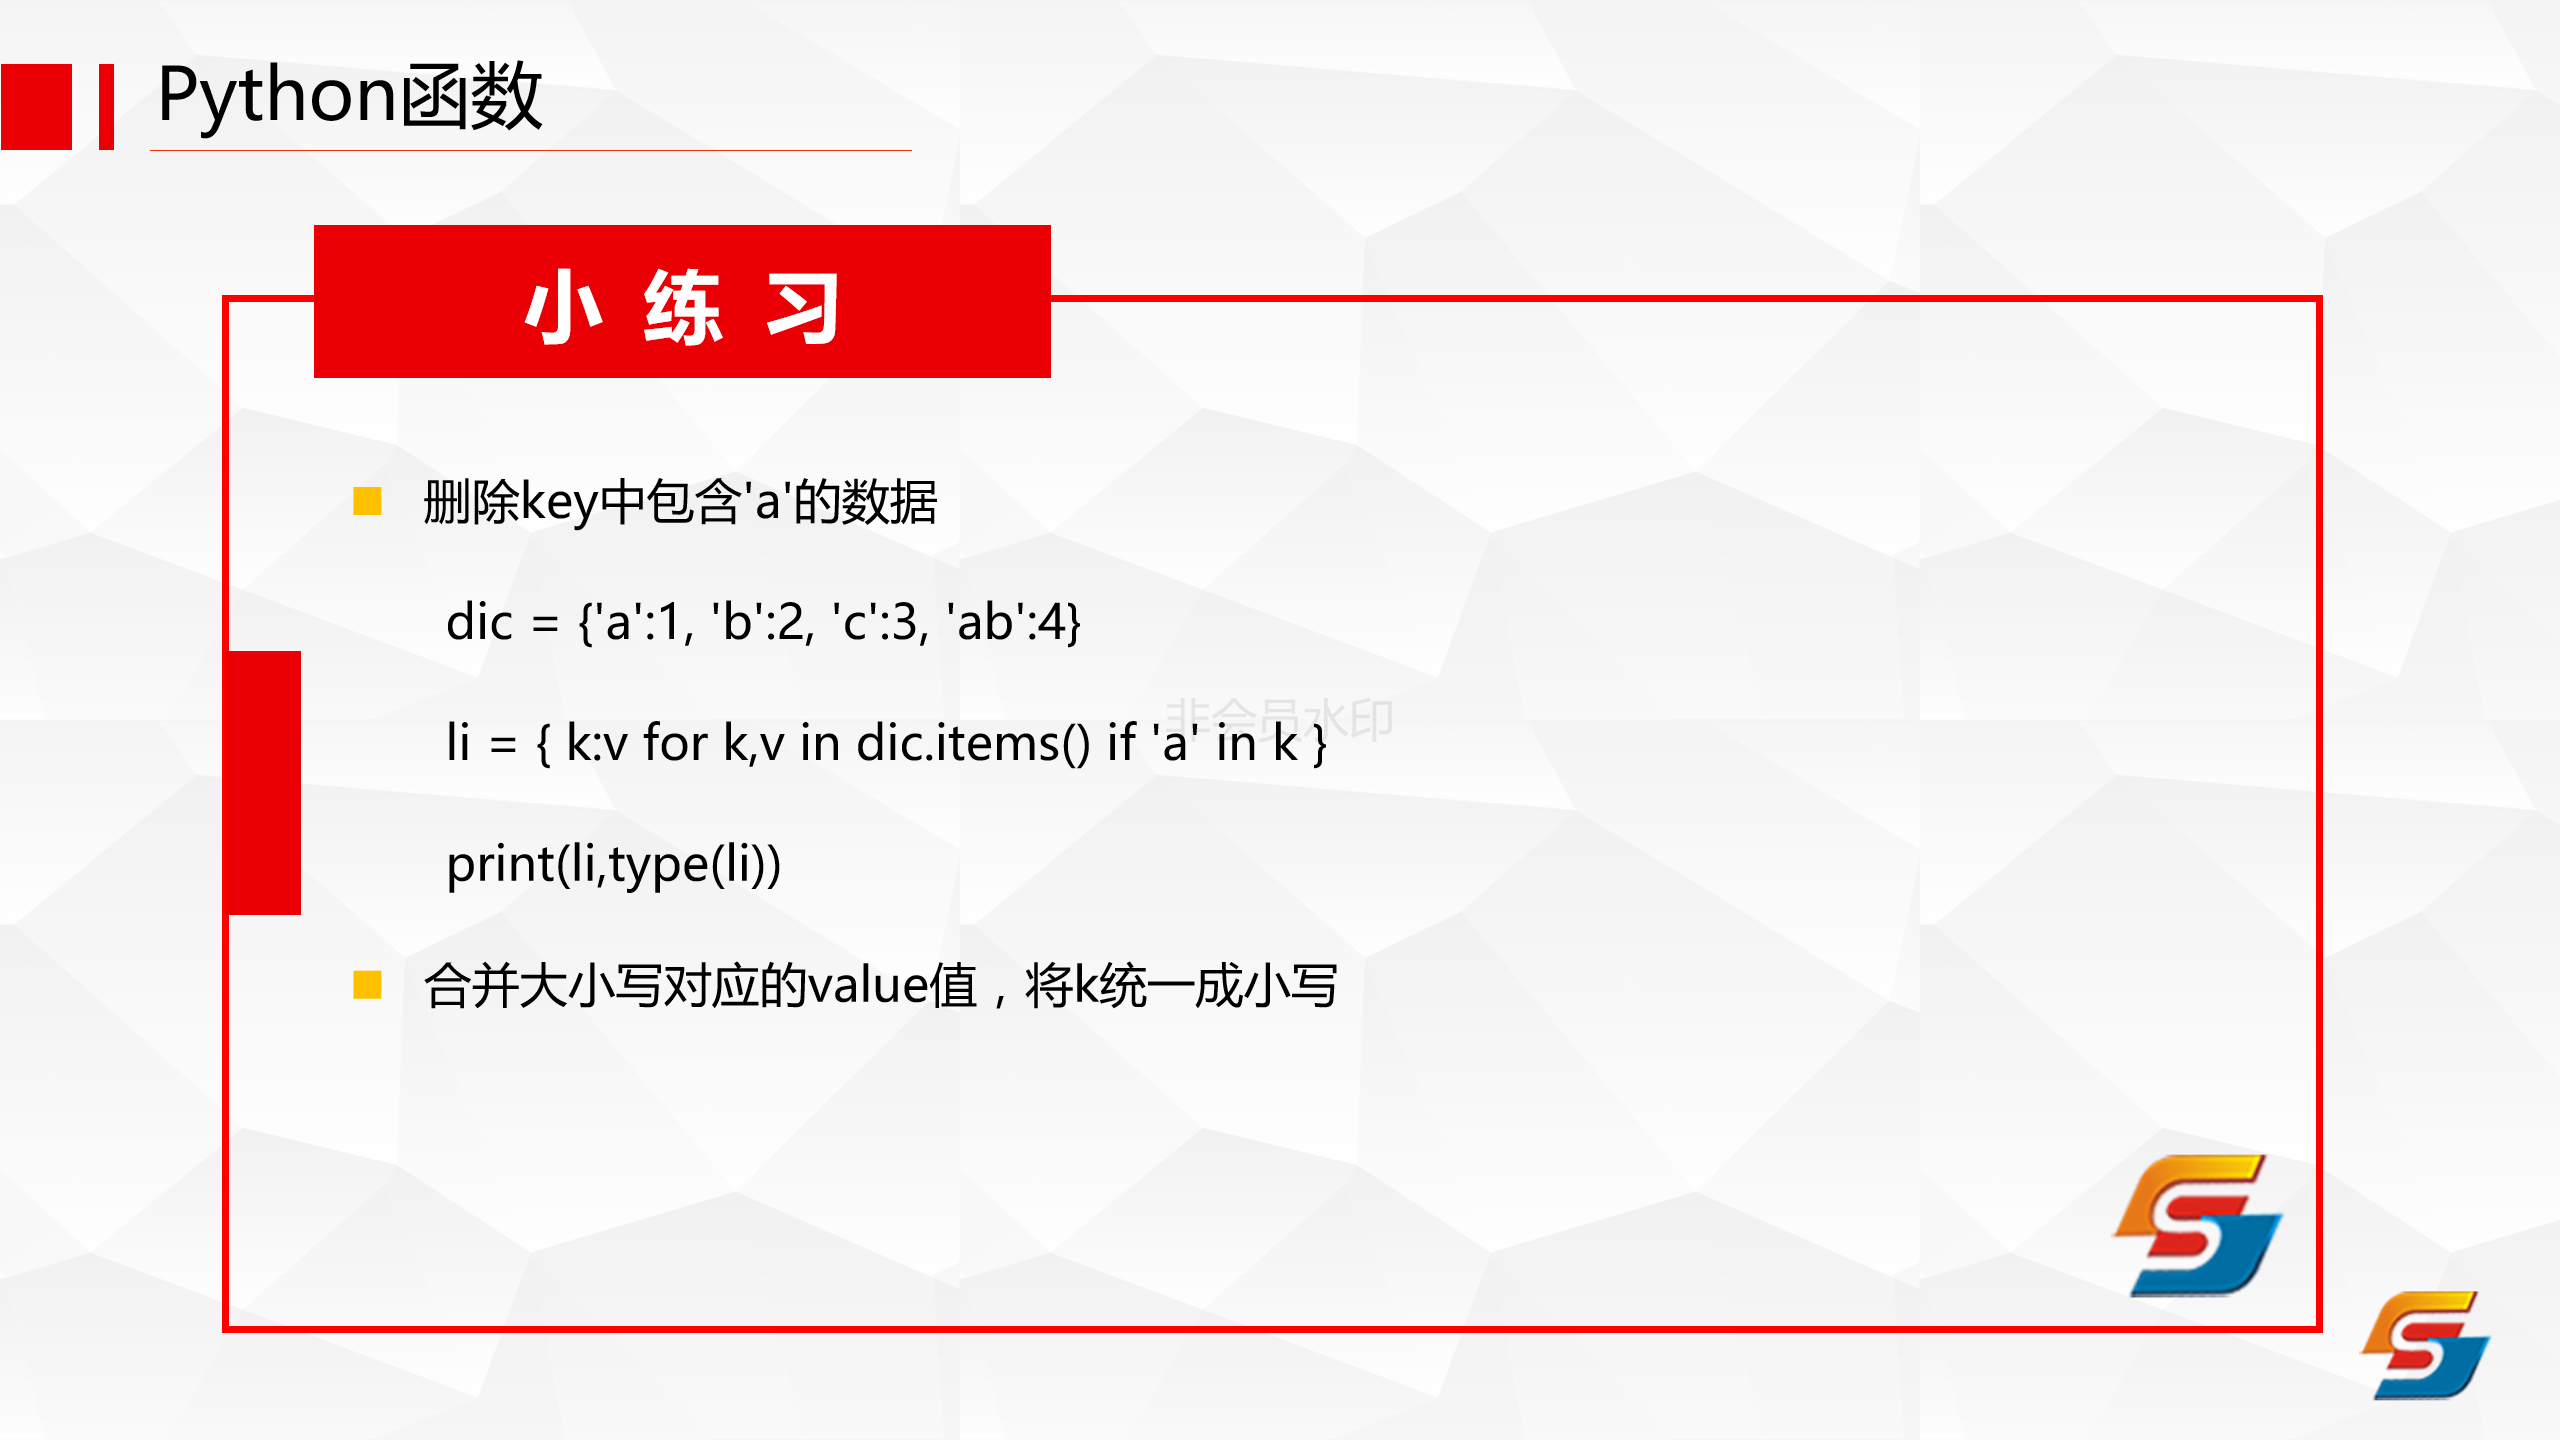 Python函数
小 练 习
删除key中包含'a'的数据
dic = {'a':1, 'b':2, 'c':3, 'ab':4}
非会员水印
li = { k:v for k,v in dic.items() if 'a' in k }
print(li,type(li))
合并大小写对应的value值，将k统一成小写